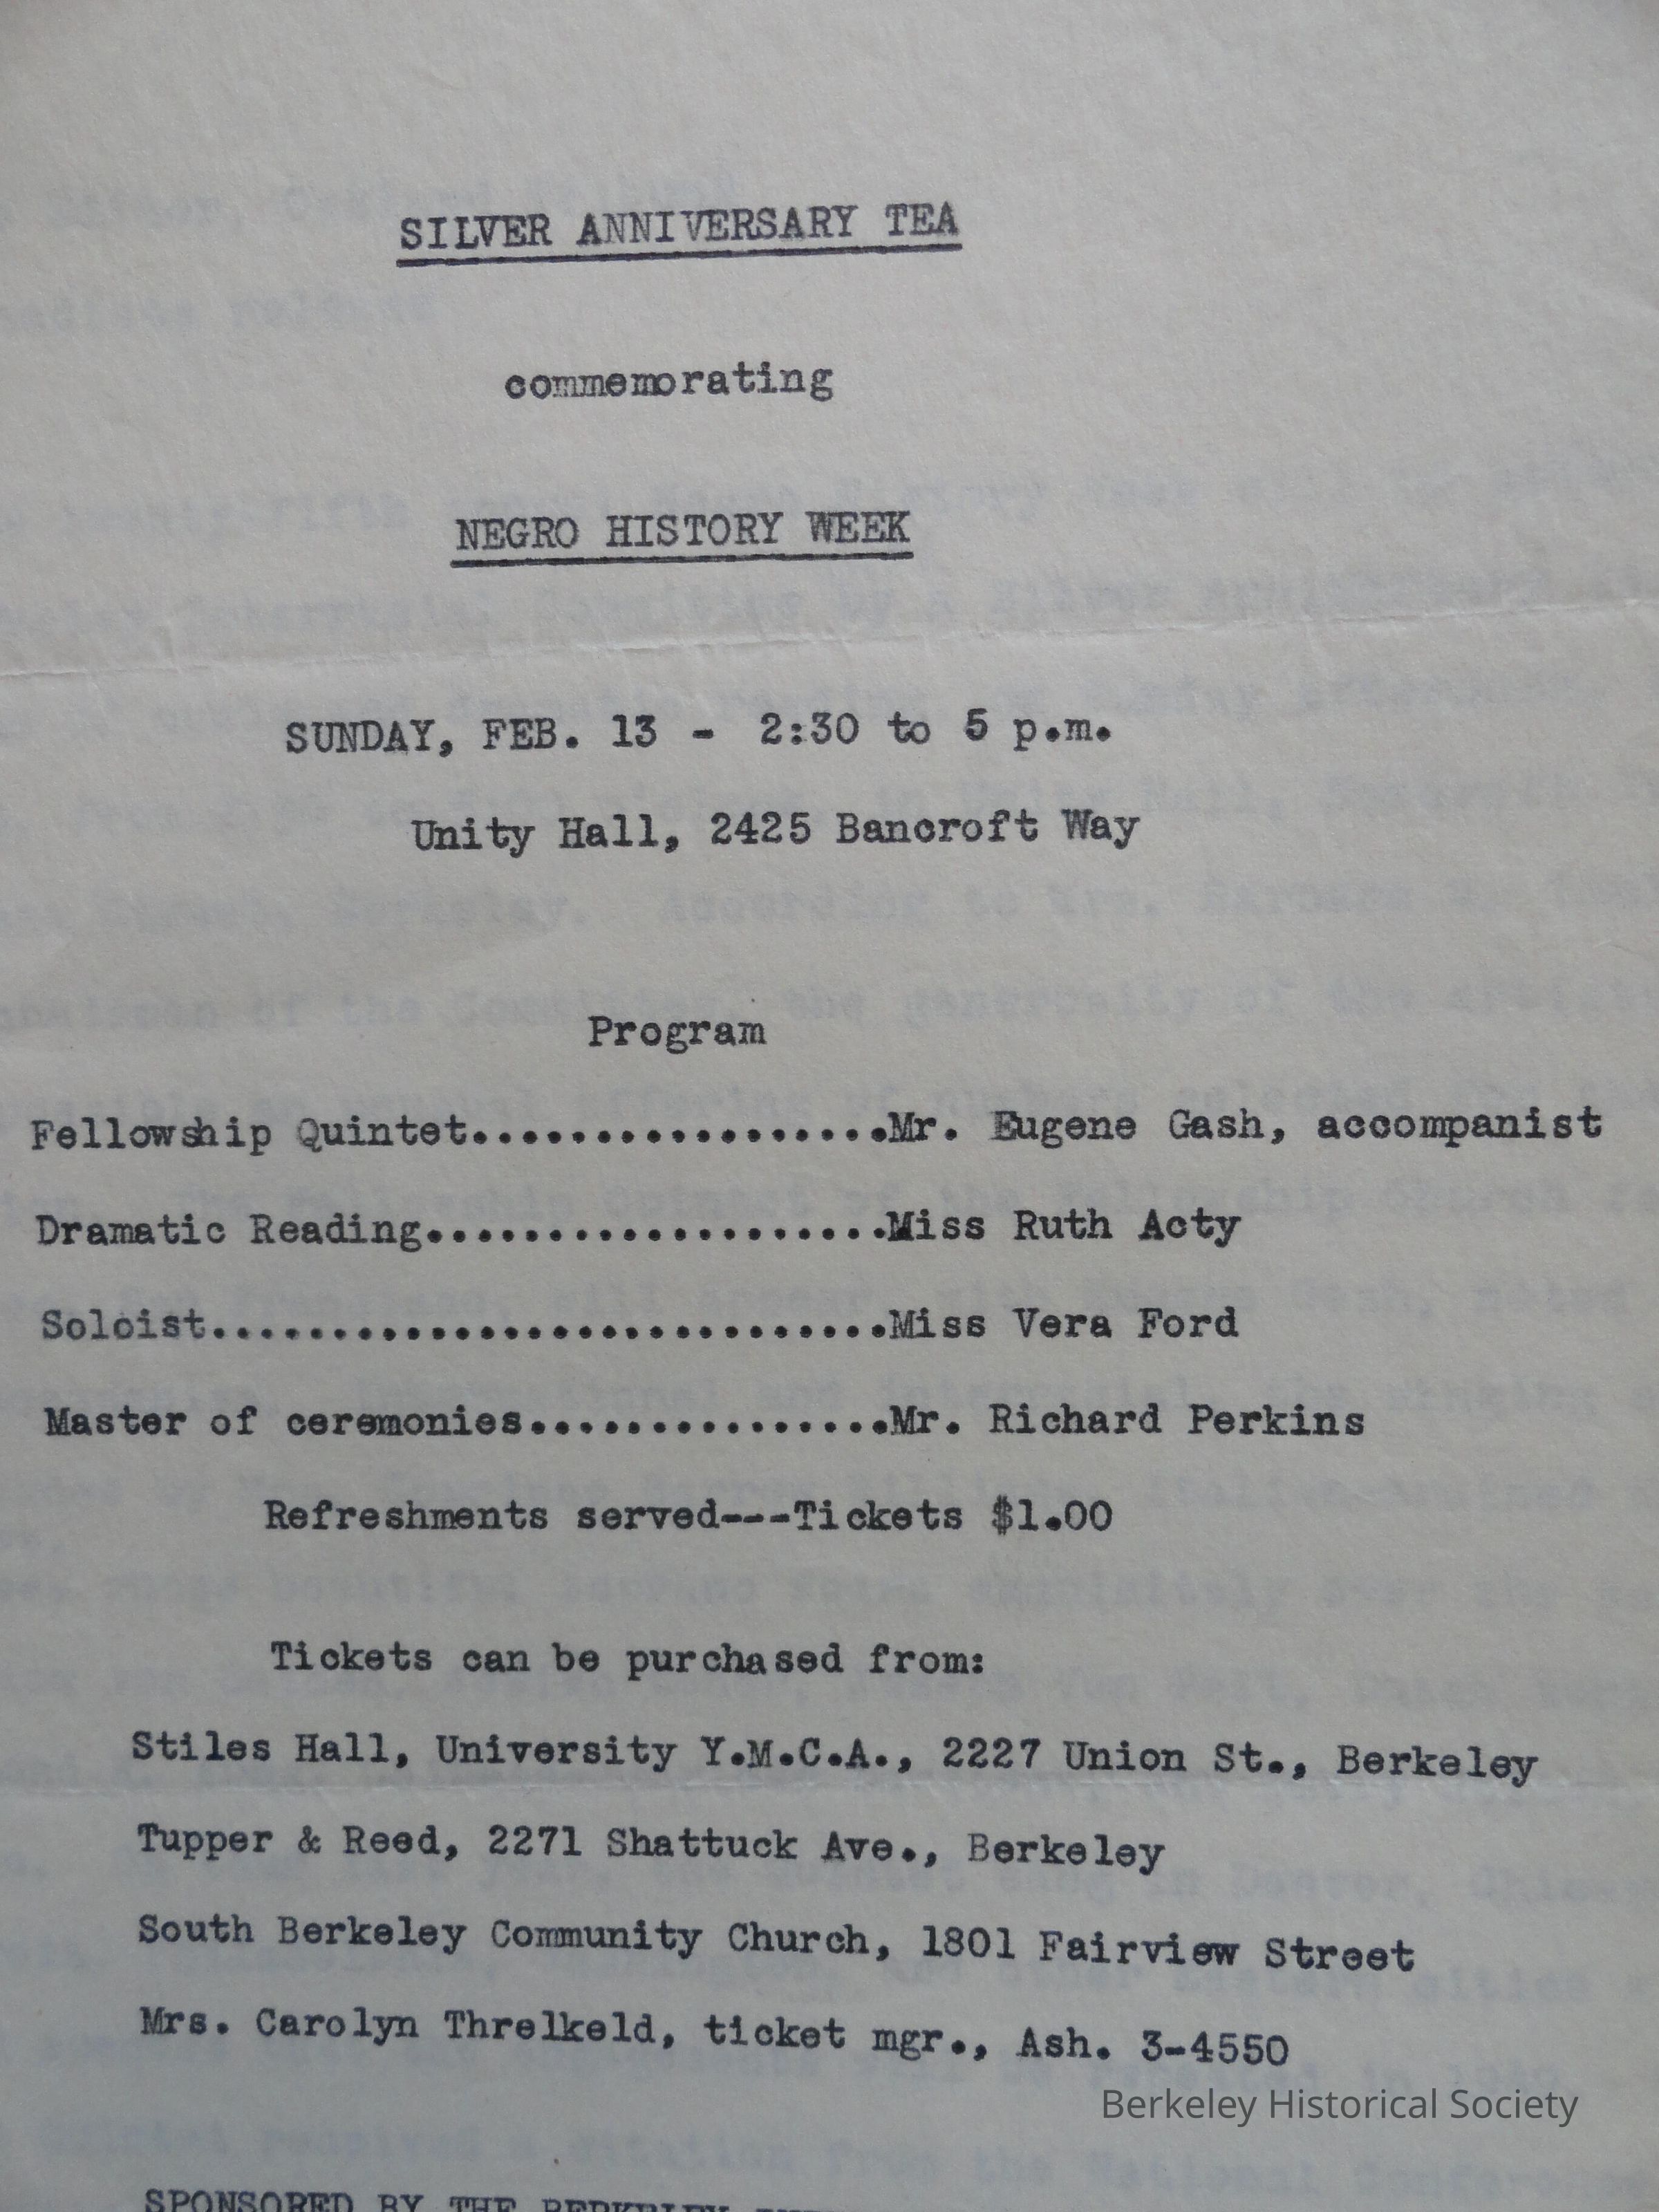 SILVER ANNIVERSARY TEA
commemorating
NEGRO HISTORY WEEK
SUNDAY, FEB. 13 - 2:30 to 5 p.m.
Unity Hall, 2425 Bancroft Way
Program
Fellowship Quintet.................Mr. Eugene Gash, accompanist
Dramatic Reading...................Miss Ruth Acty
Soloist............................Miss Vera Ford
Master of ceremonies...............Mr. Richard Perkins
Refreshments served---Tickets $1.00
Tickets can be purchased from:
Stiles Hall, University Y.M.C.A., 2227 Union St., Berkeley
Tupper & Reed, 2271 Shattuck Ave., Berkeley
South Berkeley Community Church, 1801 Fairview Street
Mrs. Carolyn Threlkeld, ticket mgr., Ash. 3-4550
Berkeley Historical Society
SPONSORED BY THE BERKELEY